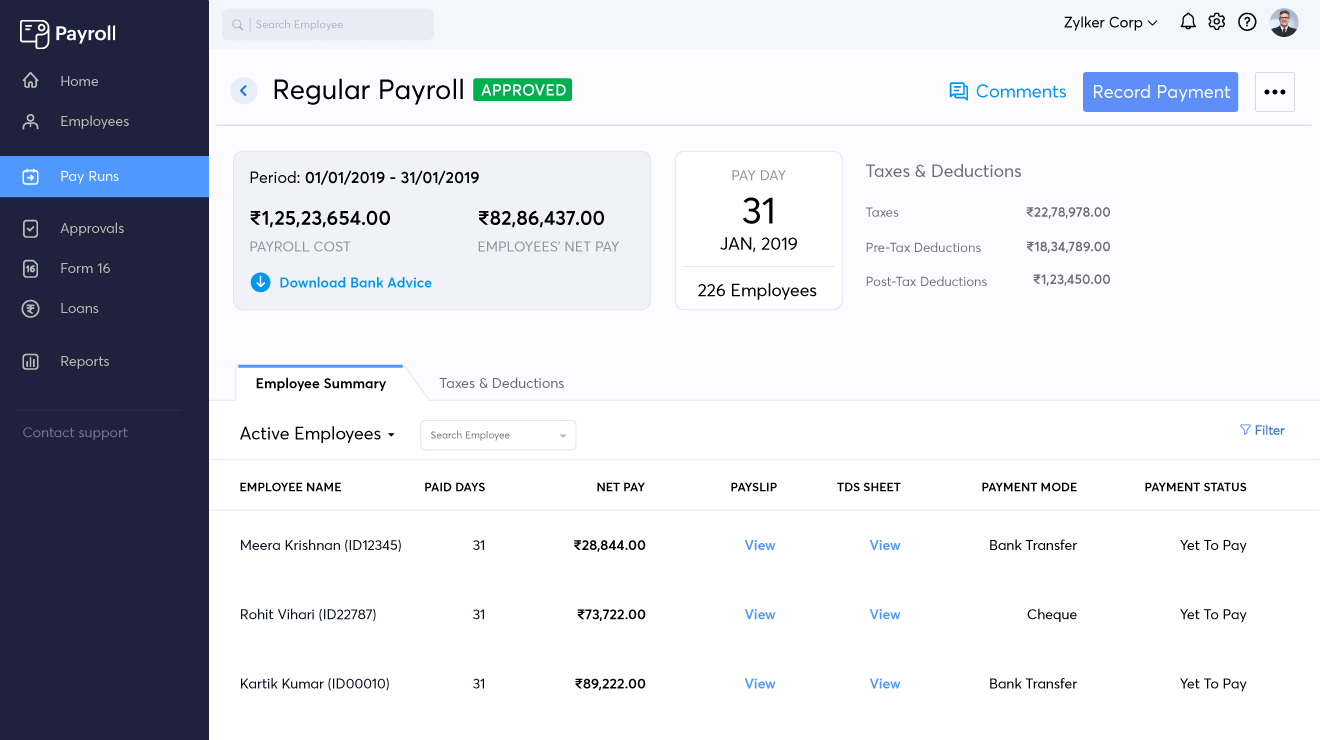 Payroll
Search Employee
Zylker Corp
Home
Employees
Pay Runs
Approvals
16 Form 16
Loans
Reports
Contact support
Regular Payroll APPROVED
Comments
Record Payment
Period: 01/01/2019 - 31/01/2019
₹1,25,23,654.00 ₹82,86,437.00
PAYROLL COST EMPLOYEES' NET PAY
Download Bank Advice
PAY DAY
31
JAN, 2019
226 Employees
Taxes & Deductions
Taxes ₹22,78,978.00
Pre-Tax Deductions ₹18,34,789.00
Post-Tax Deductions ₹1,23,450.00
Employee Summary Taxes & Deductions
Active Employees Search Employee Filter
EMPLOYEE NAME PAID DAYS NET PAY PAYSLIP TDS SHEET PAYMENT MODE PAYMENT STATUS
Meera Krishnan (ID12345) 31 ₹28,844.00 View View Bank Transfer Yet To Pay
Rohit Vihari (ID22787) 31 ₹73,722.00 View View Cheque Yet To Pay
Kartik Kumar (ID00010) 31 ₹89,222.00 View View Bank Transfer Yet To Pay